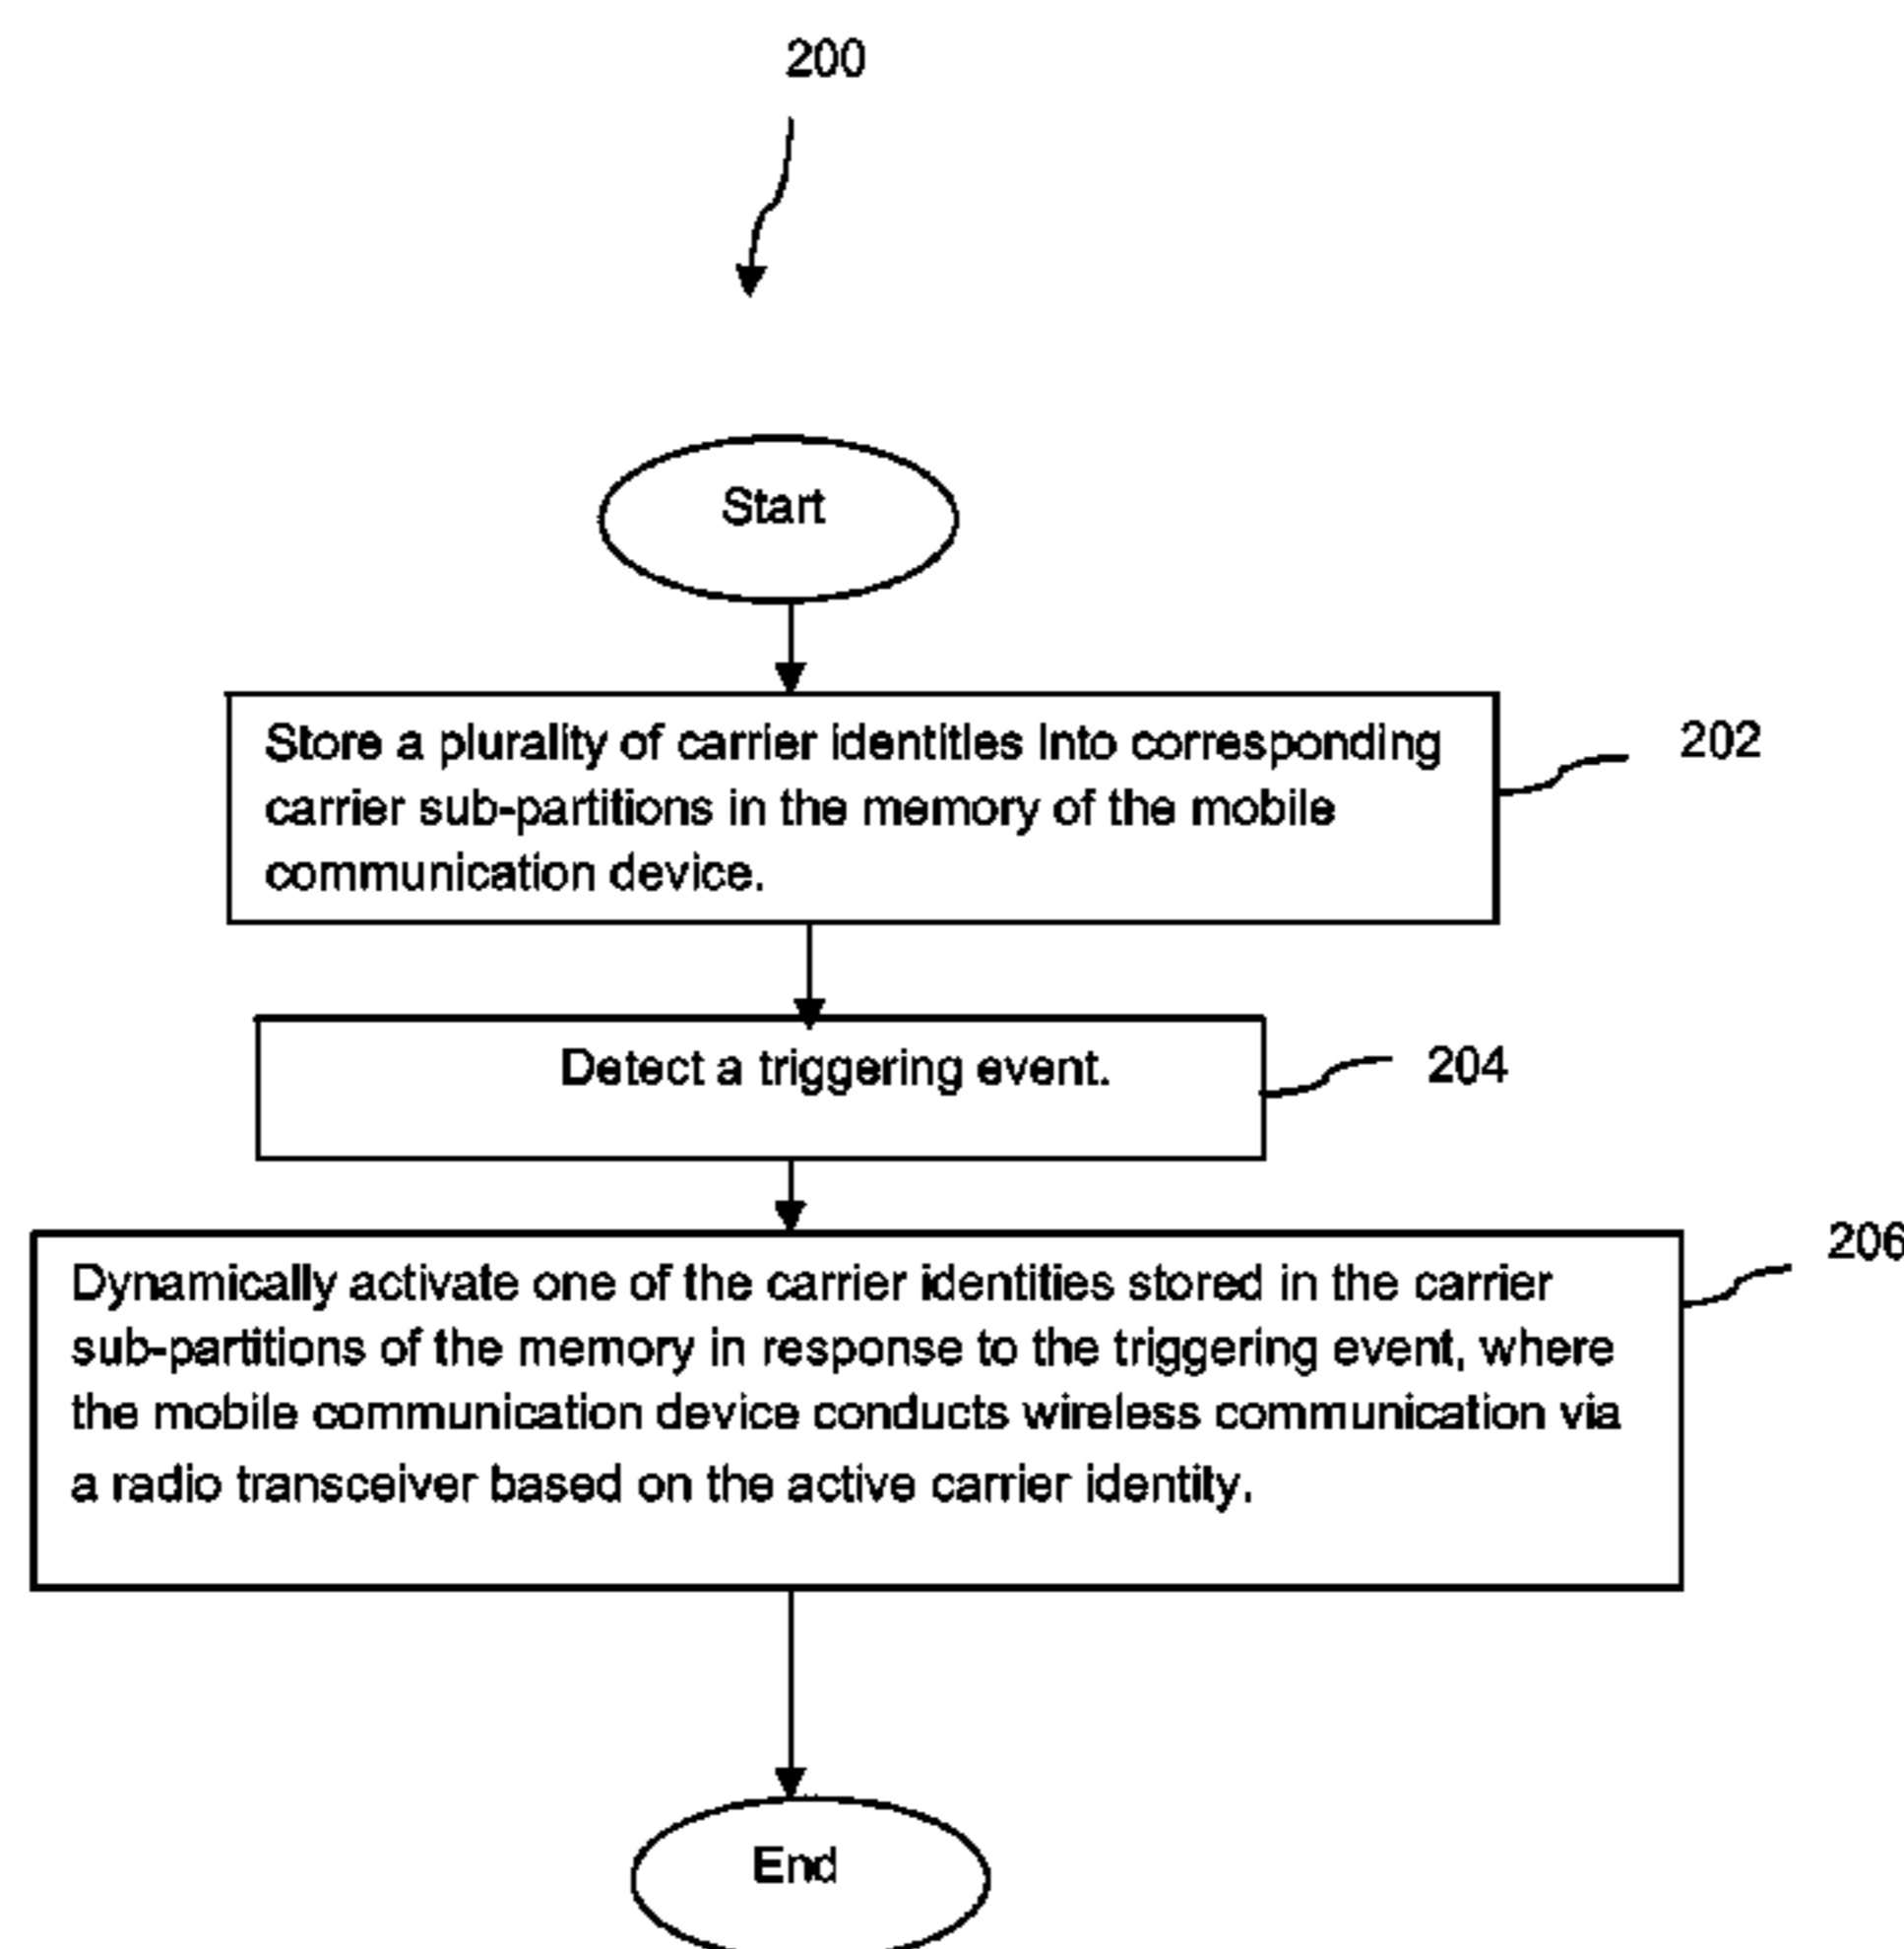 200
Start
Store a plurality of carrier identities into corresponding
carrier sub-partitions in the memory of the mobile
communication device.
202
Detect a triggering event.
204
206
Dynamically activate one of the carrier identities stored in the carrier
sub-partitions of the memory in response to the triggering event, where
the mobile communication device conducts wireless communication via
a radio transceiver based on the active carrier identity.
End